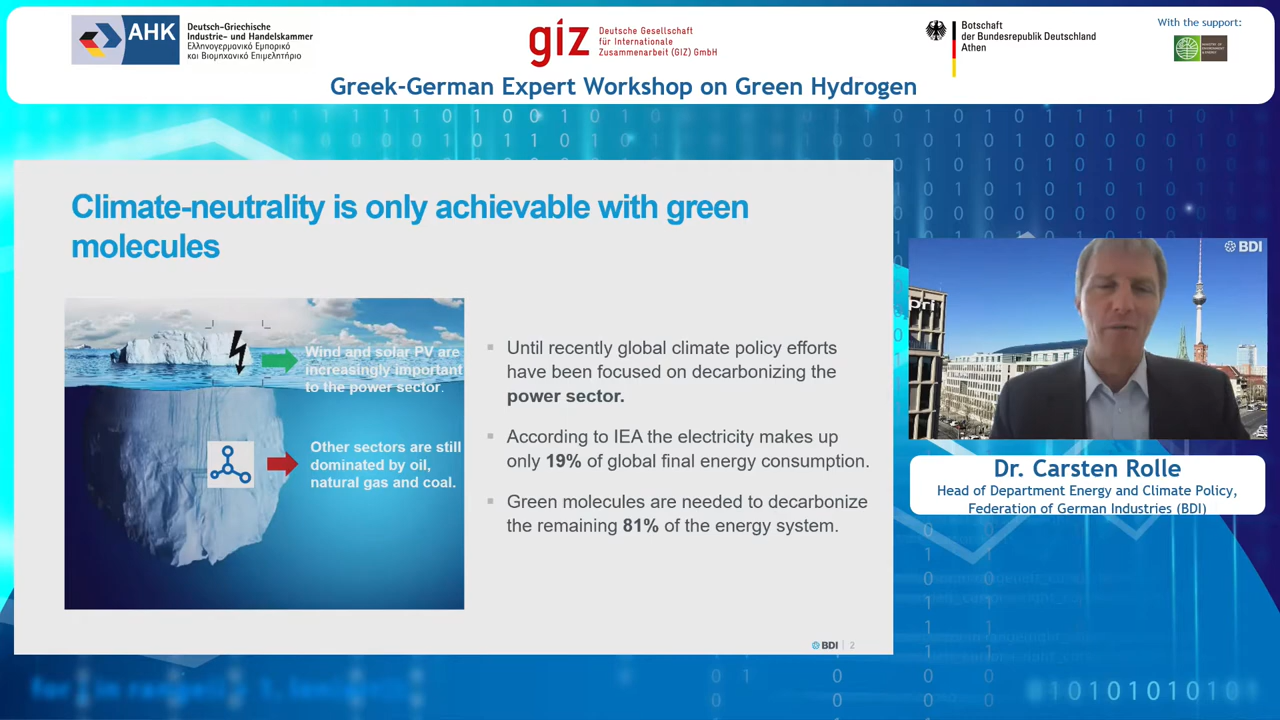 AHK
Deutsch-Griechische
Industrie- und Handelskammer
Ελληνογερμανικό Εμπορικό
και Βιομηχανικό Επιμελητήριο
giz
Deutsche Gesellschaft
für Internationale
Zusammenarbeit (GIZ) GmbH
Botschaft
der Bundesrepublik Deutschland
Athen
With the support:
Greek-German Expert Workshop on Green Hydrogen
Climate-neutrality is only achievable with green
molecules
Wind and solar PV are
increasingly important
to the power sector.
Other sectors are still
dominated by oil,
natural gas and coal.
Until recently global climate policy efforts
have been focused on decarbonizing the
power sector.
According to IEA the electricity makes up
only 19% of global final energy consumption.
Green molecules are needed to decarbonize
the remaining 81% of the energy system.
BDI | 2
BDI
Dr. Carsten Rolle
Head of Department Energy and Climate Policy,
Federation of German Industries (BDI)